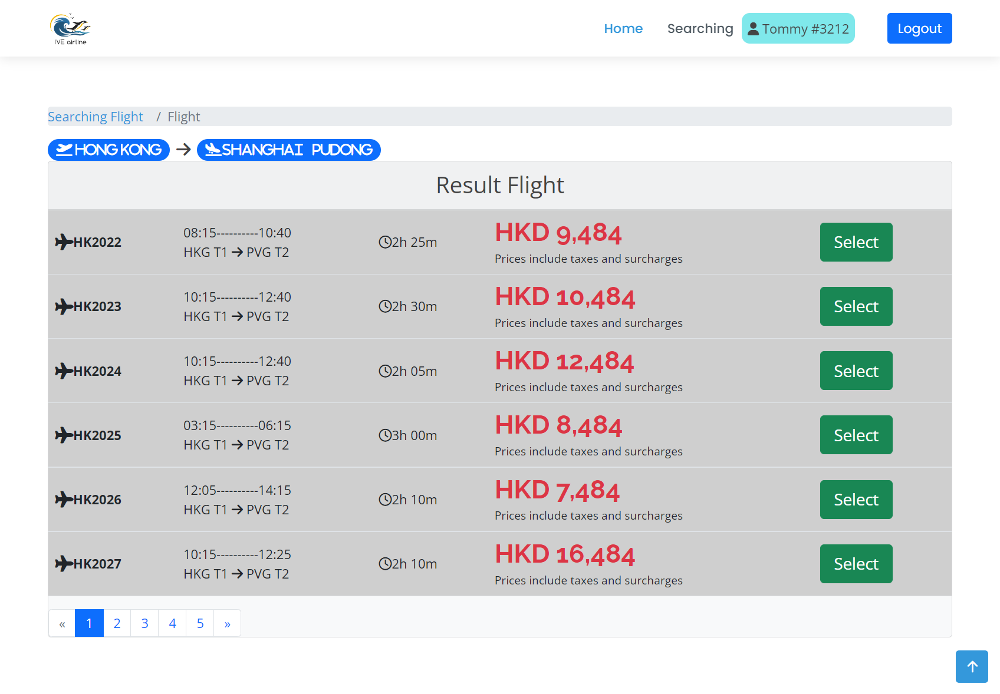 IVE airline
Home
Searching
Tommy #3212
Logout
Searching Flight / Flight
HONG KONG → SHANGHAI PUDONG
Result Flight
HK2022
08:15----------10:40
HKG T1 → PVG T2
2h 25m
HKD 9,484
Prices include taxes and surcharges
Select
HK2023
10:15----------12:40
HKG T1 → PVG T2
2h 30m
HKD 10,484
Prices include taxes and surcharges
Select
HK2024
10:15----------12:40
HKG T1 → PVG T2
2h 05m
HKD 12,484
Prices include taxes and surcharges
Select
HK2025
03:15----------06:15
HKG T1 → PVG T2
3h 00m
HKD 8,484
Prices include taxes and surcharges
Select
HK2026
12:05----------14:15
HKG T1 → PVG T2
2h 10m
HKD 7,484
Prices include taxes and surcharges
Select
HK2027
10:15----------12:25
HKG T1 → PVG T2
2h 10m
HKD 16,484
Prices include taxes and surcharges
Select
« 1 2 3 4 5 »